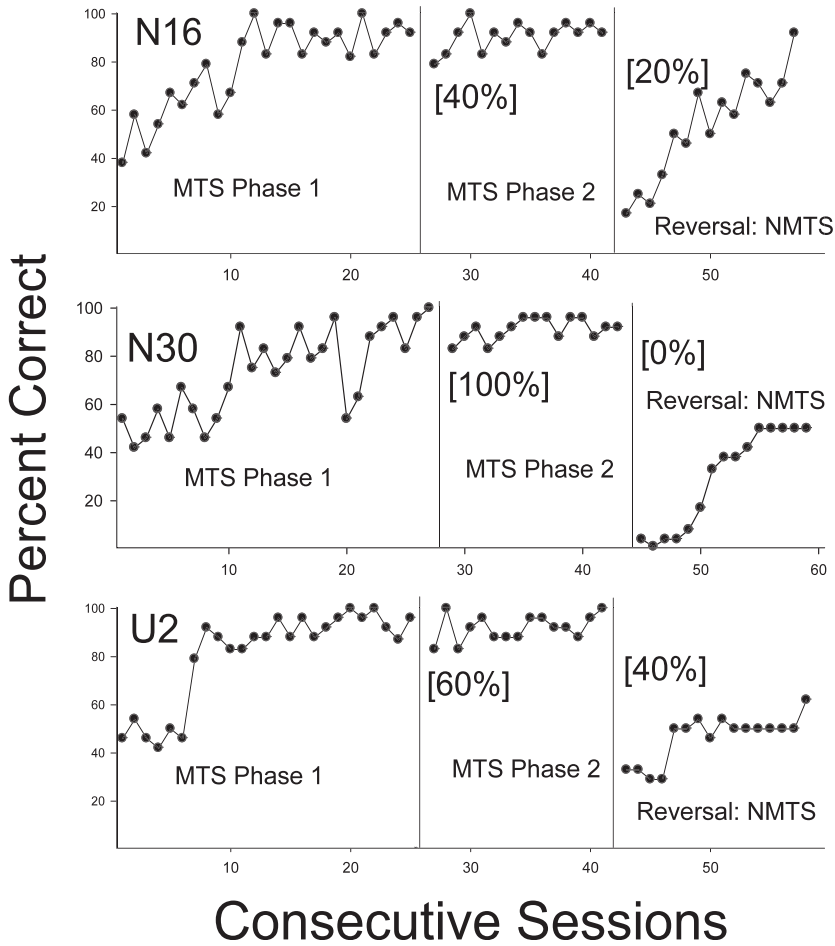 Percent Correct
N16
100
80
60
40
20
MTS Phase 1
[40%]
MTS Phase 2
[20%]
Reversal: NMTS
10
20
30
40
50
N30
100
80
60
40
20
MTS Phase 1
[100%]
MTS Phase 2
[0%]
Reversal: NMTS
10
20
30
40
50
60
U2
100
80
60
40
20
MTS Phase 1
[60%]
MTS Phase 2
[40%]
Reversal: NMTS
10
20
30
40
50
Consecutive Sessions